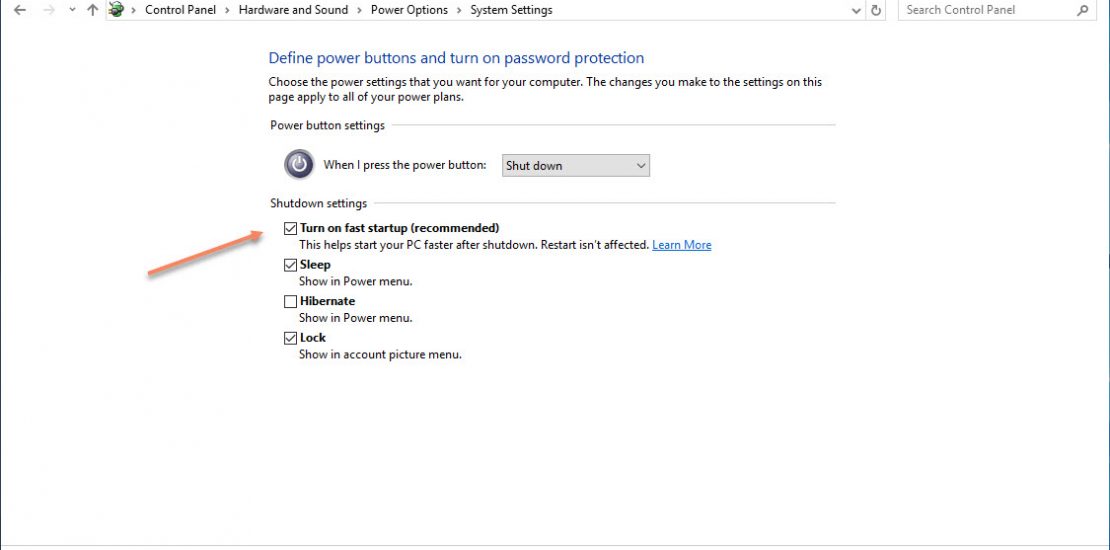 Control Panel > Hardware and Sound > Power Options > System Settings
Search Control Panel
Define power buttons and turn on password protection
Choose the power settings that you want for your computer. The changes you make to the settings on this
page apply to all of your power plans.
Power button settings
When I press the power button: Shut down
Shutdown settings
Turn on fast startup (recommended)
This helps start your PC faster after shutdown. Restart isn't affected. Learn More
Sleep
Show in Power menu.
Hibernate
Show in Power menu.
Lock
Show in account picture menu.